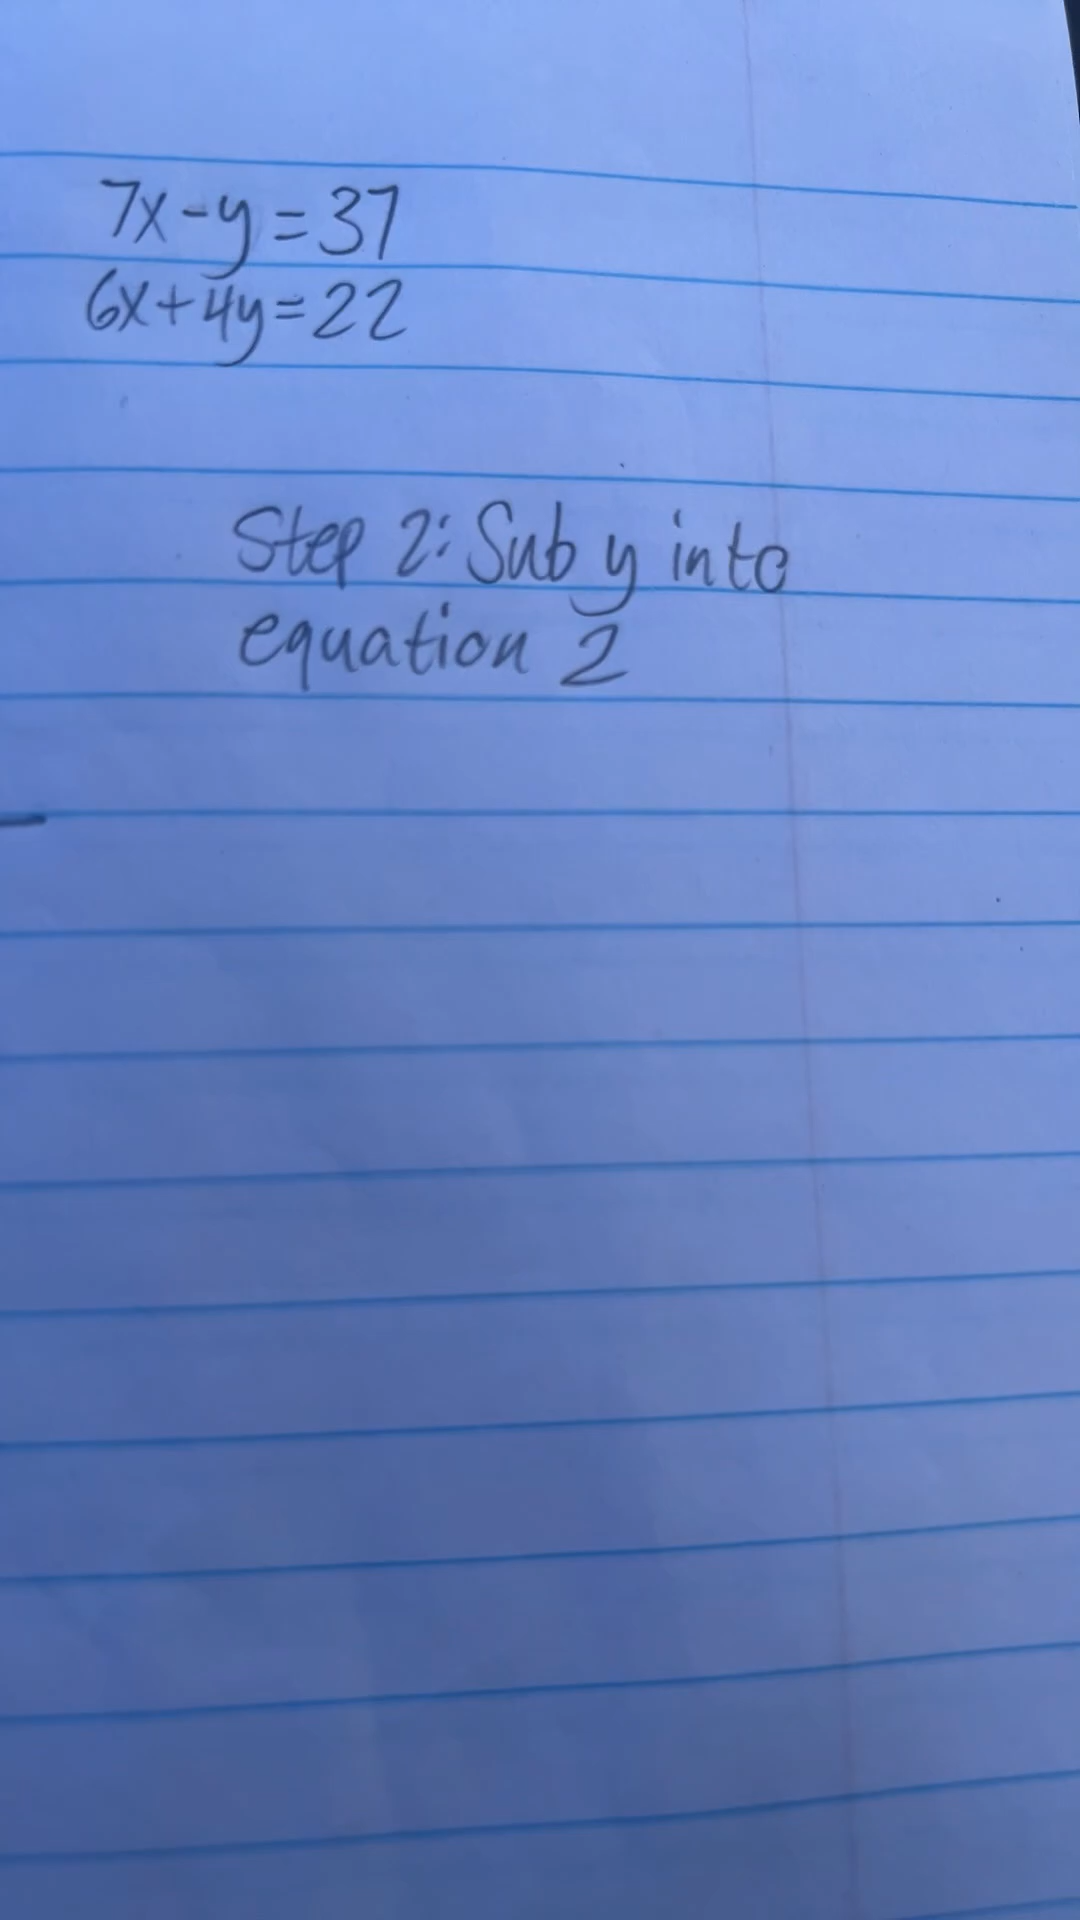 7x-y=37
6x+4y=22
Step 2: Sub y into
equation 2